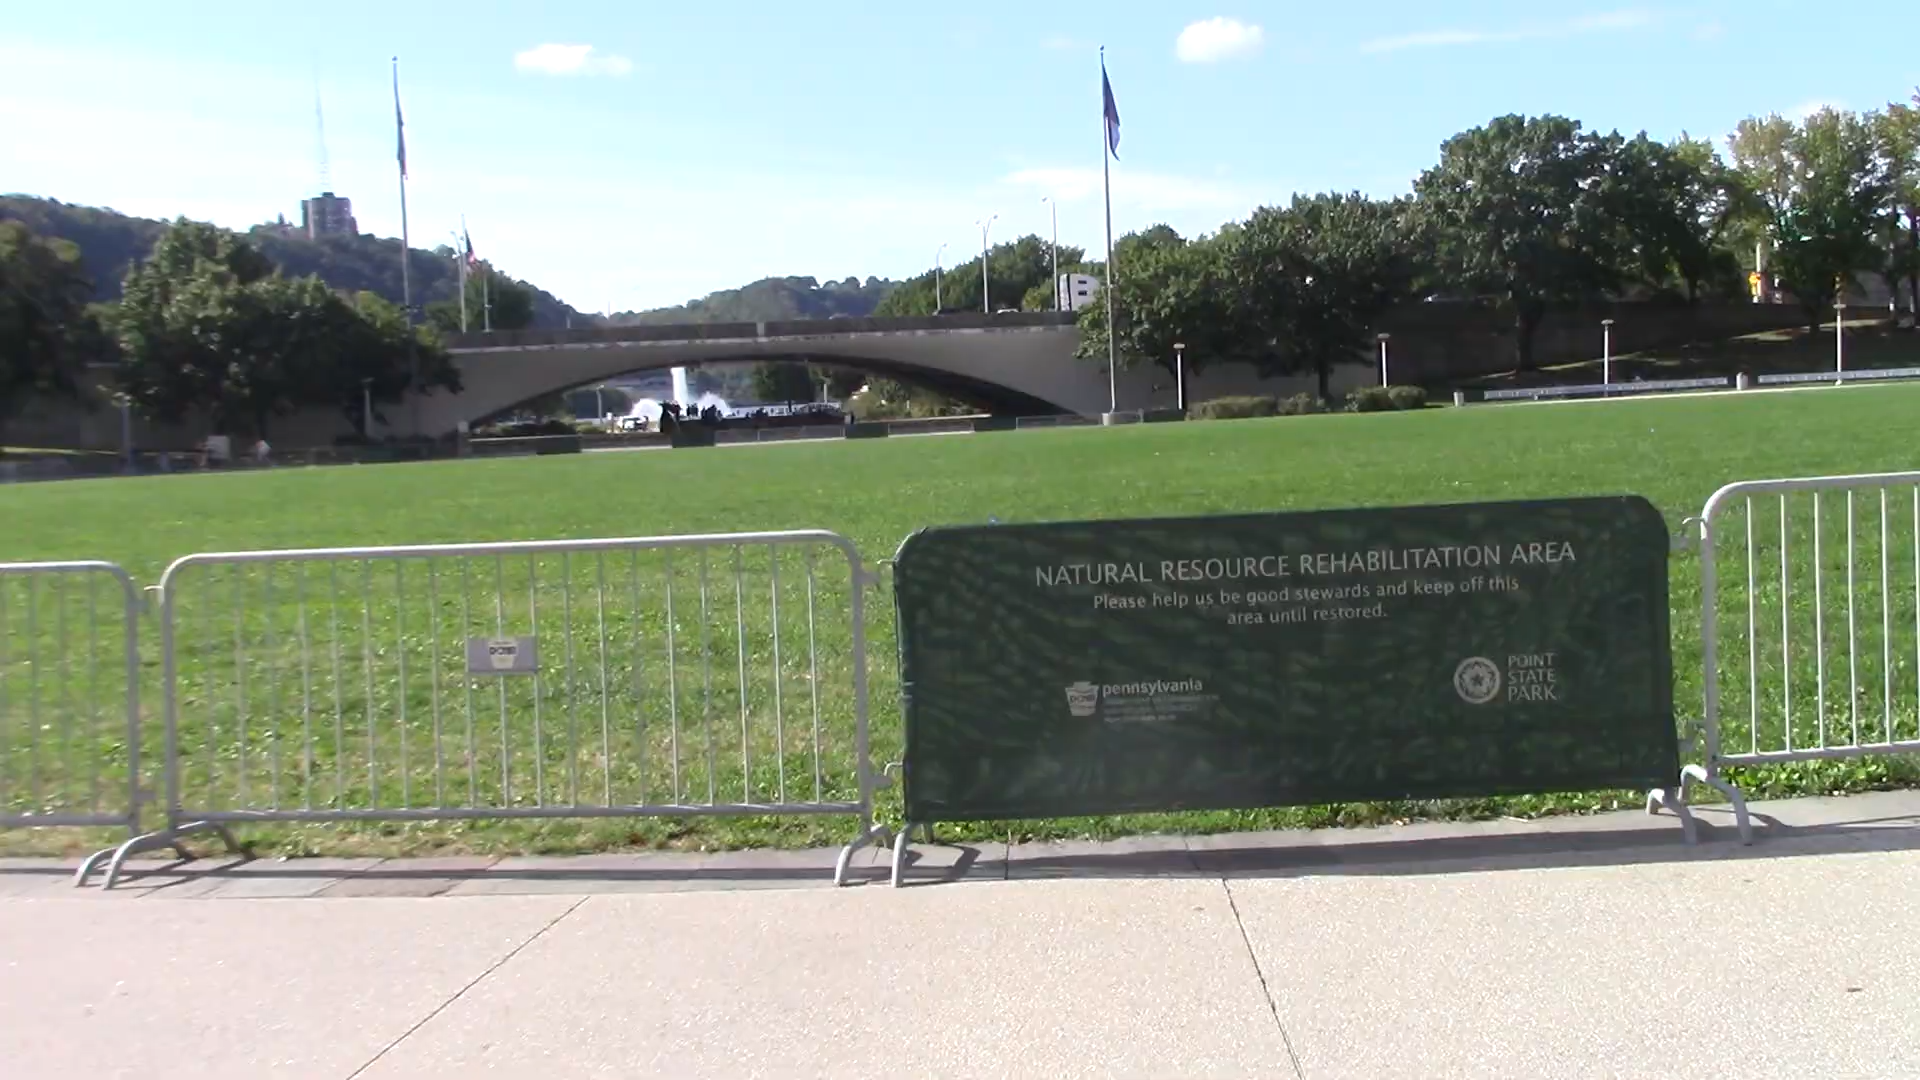 NATURAL RESOURCE REHABILITATION AREA
Please help us be good stewards and keep off this
area until restored.
pennsylvania
POINT
STATE
PARK